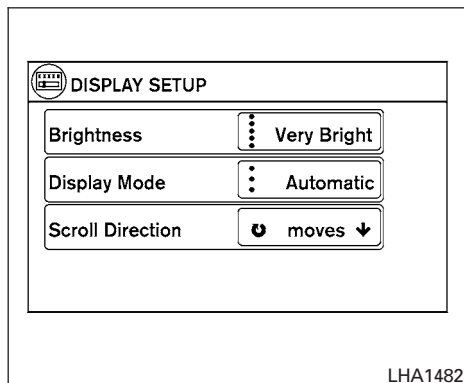 DISPLAY SETUP
Brightness Very Bright
Display Mode Automatic
Scroll Direction ↻ moves ↓
LHA1482